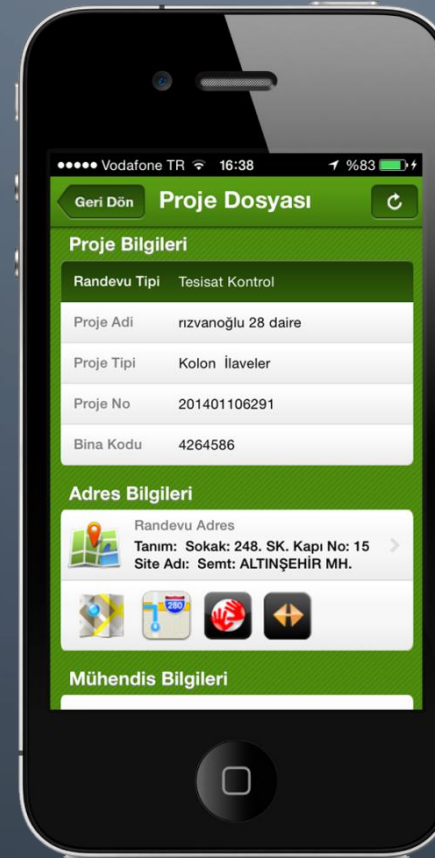 Vodafone TR 16:38 %83
Geri Dön Proje Dosyası
Proje Bilgileri
Randevu Tipi Tesisat Kontrol
Proje Adi rızvanoğlu 28 daire
Proje Tipi Kolon İlaveler
Proje No 201401106291
Bina Kodu 4264586
Adres Bilgileri
Randevu Adres
Tanım: Sokak: 248. SK. Kapı No: 15
Site Adı: Semt: ALTINŞEHİR MH.
280
Mühendis Bilgileri